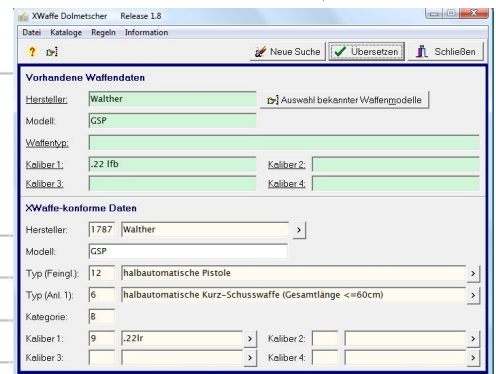 XWaffe Dolmetscher Release 1.8
Datei Kataloge Regeln Information
? Neue Suche Übersetzen Schließen
Vorhandene Waffendaten
Hersteller: Walther Auswahl bekannter Waffenmodelle
Modell: GSP
Waffentyp:
Kaliber 1: .22 lfb Kaliber 2:
Kaliber 3: Kaliber 4:
XWaffe-konforme Daten
Hersteller: 1787 Walther >
Modell: GSP
Typ (Feingl.): 12 halbautomatische Pistole >
Typ (Anl. 1): 6 halbautomatische Kurz-Schusswaffe (Gesamtlänge <=60cm) >
Kategorie: B
Kaliber 1: 9 .22lr > Kaliber 2: >
Kaliber 3: > Kaliber 4: >